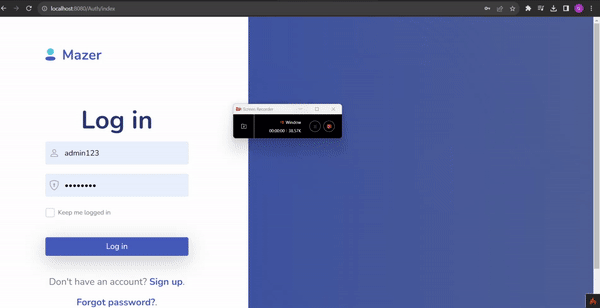 localhost:8080/Auth/index
S
Mazer
Screen Recorder
Window
00:00:00
38.57K
Log in
admin123
••••••••
Keep me logged in
Log in
Don't have an account? Sign up.
Forgot password?.